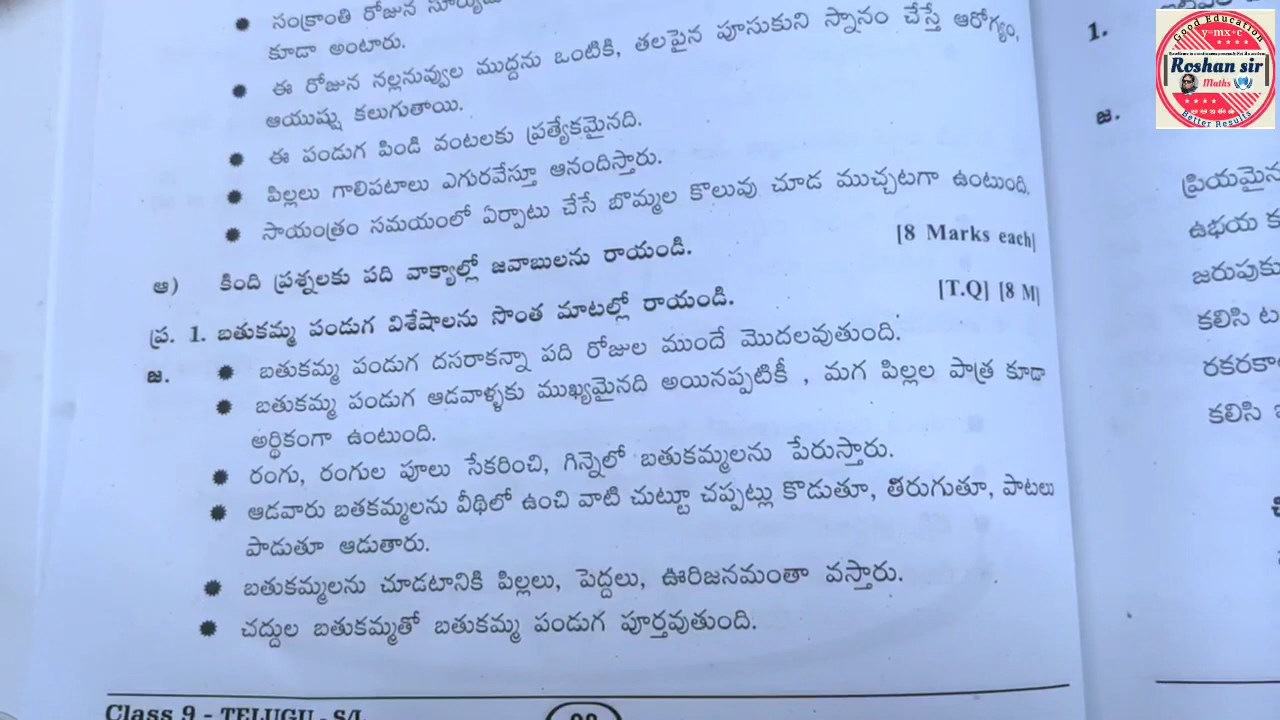 సంక్రాంతి రోజున
కూడా అంటారు.
ఈ రోజున నల్లనువ్వుల ముద్దను ఒంటికి, తలపైన పూసుకుని స్నానం చేస్తే ఆరోగ్యం,
ఆయుష్షు కలుగుతాయి.
ఈ పండుగ పిండి వంటలకు ప్రత్యేకమైనది.
పిల్లలు గాలిపటాలు ఎగురవేస్తూ ఆనందిస్తారు.
సాయంత్రం సమయంలో ఏర్పాటు చేసే బొమ్మల కొలువు చూడ ముచ్చటగా ఉంటుంది.
ఆ) కింది ప్రశ్నలకు పది వాక్యాల్లో జవాబులను రాయండి. [8 Marks each]
ప్ర. 1. బతుకమ్మ పండుగ విశేషాలను సొంత మాటల్లో రాయండి. [T.Q] [8 M]
జ. బతుకమ్మ పండుగ దసరాకన్నా పది రోజుల ముందే మొదలవుతుంది.
బతుకమ్మ పండుగ ఆడవాళ్ళకు ముఖ్యమైనది అయినప్పటికీ , మగ పిల్లల పాత్ర కూడా
అర్థికంగా ఉంటుంది.
రంగు, రంగుల పూలు సేకరించి, గిన్నెలో బతుకమ్మలను పేరుస్తారు.
ఆడవారు బతకమ్మలను వీథిలో ఉంచి వాటి చుట్టూ చప్పట్లు కొడుతూ, తిరుగుతూ, పాటలు
పాడుతూ ఆడుతారు.
బతుకమ్మలను చూడటానికి పిల్లలు, పెద్దలు, ఊరిజనమంతా వస్తారు.
చద్దుల బతుకమ్మతో బతుకమ్మ పండుగ పూర్తవుతుంది.
Class 9 - TELUGU - S/L
1.
జ.
ప్రియమైన
ఉభయ
జరుపుకు
కలిసి
కలిసి
Good Education
y=mx+c
Roshan sir
Maths
Better Results